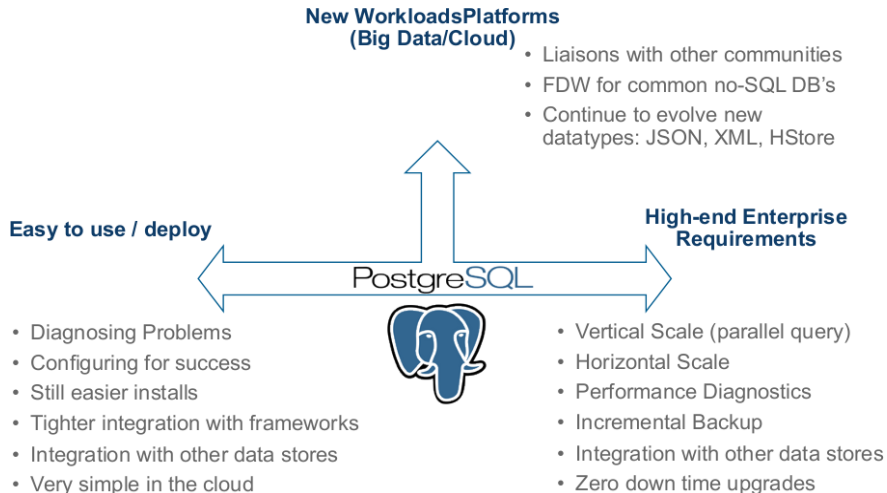 New WorkloadsPlatforms
(Big Data/Cloud)
• Liaisons with other communities
• FDW for common no-SQL DB's
• Continue to evolve new
datatypes: JSON, XML, HStore
Easy to use / deploy
High-end Enterprise
Requirements
PostgreSQL
• Diagnosing Problems
• Configuring for success
• Still easier installs
• Tighter integration with frameworks
• Integration with other data stores
• Very simple in the cloud
• Vertical Scale (parallel query)
• Horizontal Scale
• Performance Diagnostics
• Incremental Backup
• Integration with other data stores
• Zero down time upgrades